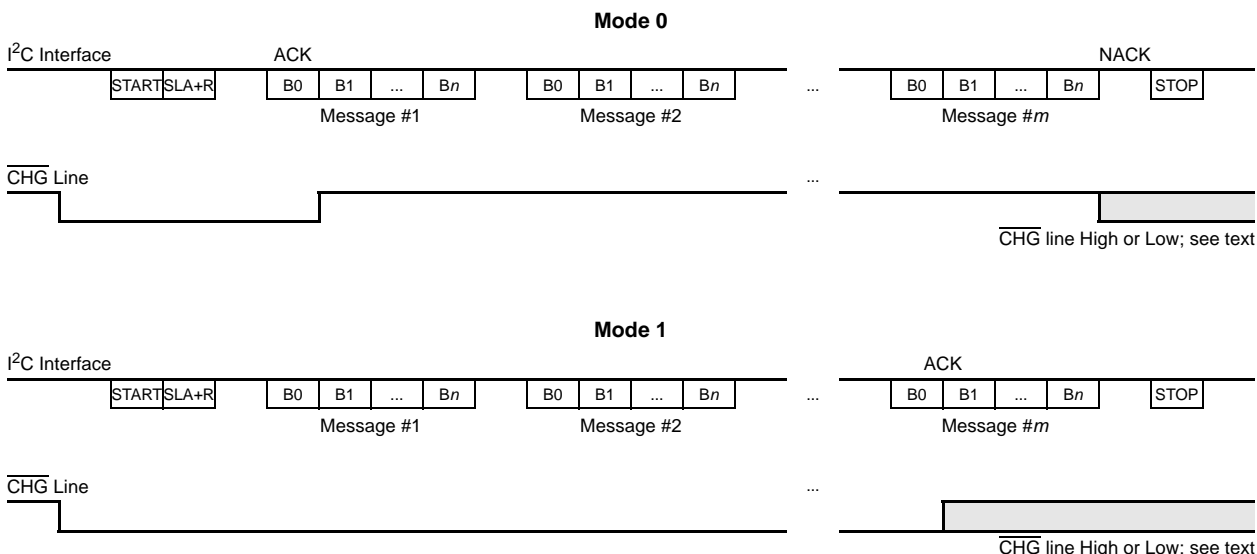 Mode 0
I²C Interface
ACK
NACK
START SLA+R B0 B1 ... Bn B0 B1 ... Bn ... B0 B1 ... Bn STOP
Message #1 Message #2 Message #m
CHG Line ...
CHG line High or Low; see text
Mode 1
I²C Interface
ACK
START SLA+R B0 B1 ... Bn B0 B1 ... Bn ... B0 B1 ... Bn STOP
Message #1 Message #2 Message #m
CHG Line ...
CHG line High or Low; see text